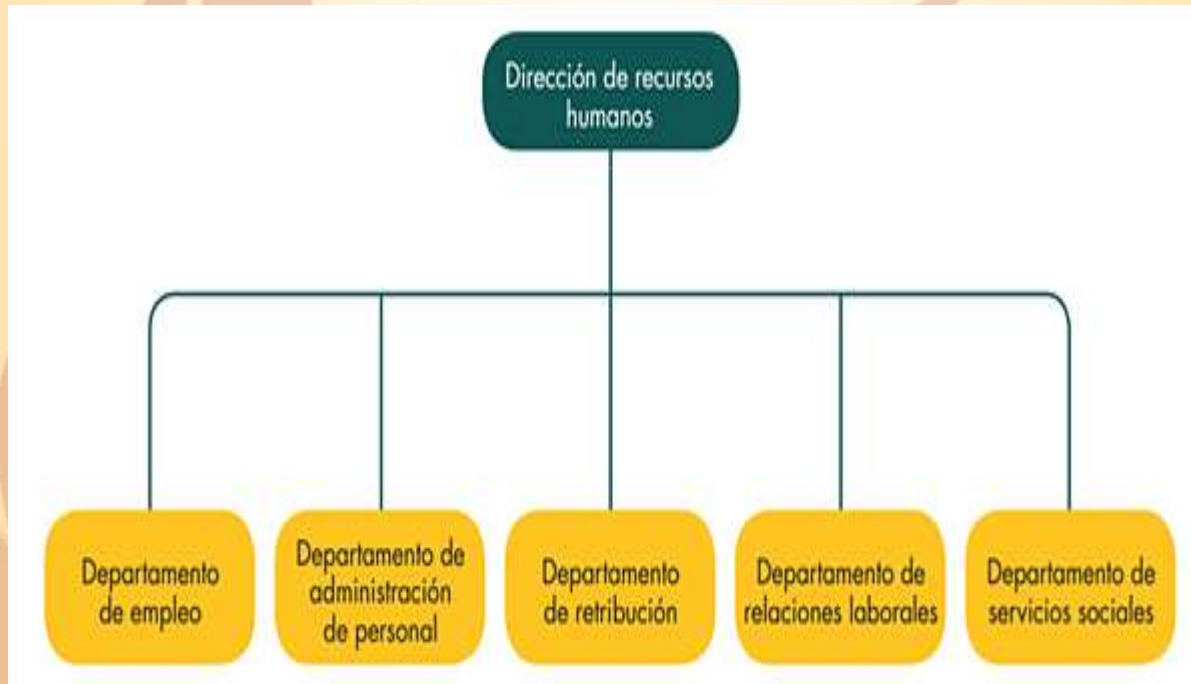 Dirección de recursos
humanos
Departamento
de empleo
Departamento de
administración
de personal
Departamento
de retribución
Departamento de
relaciones laborales
Departamento de
servicios sociales